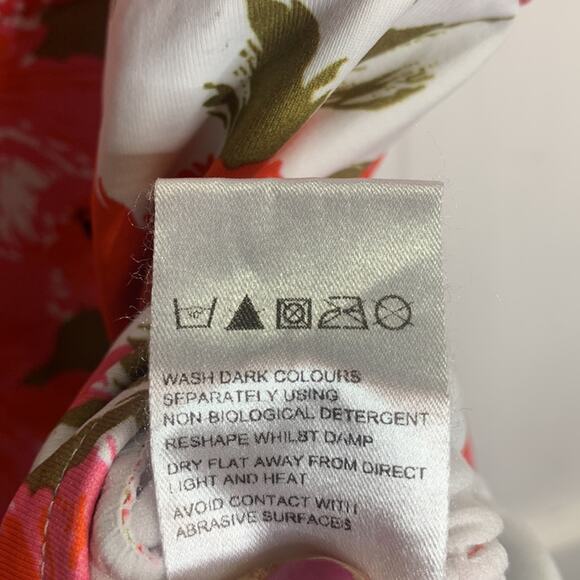 WASH DARK COLOURS
SEPARATELY USING
NON BIOLOGICAL DETERGENT
RESHAPE WHILST DAMP
DRY FLAT AWAY FROM DIRECT
LIGHT AND HEAT
AVOID CONTACT WITH
ABRASIVE SURFACES